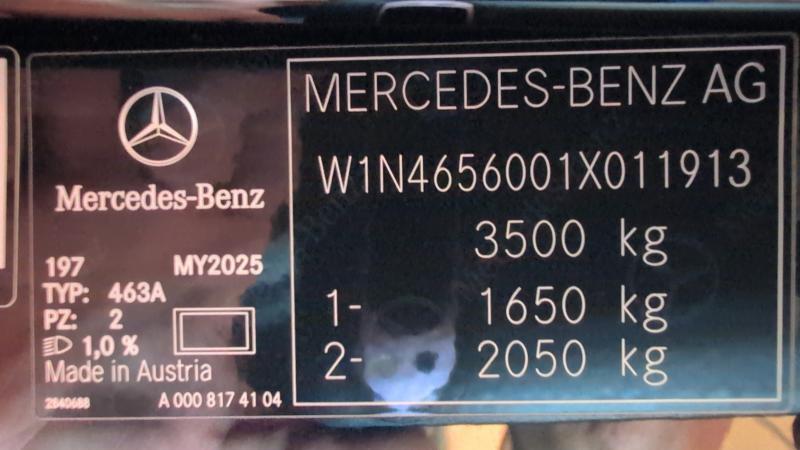 Mercedes-Benz
197 MY2025
TYP: 463A
PZ: 2
1,0 %
Made in Austria
2840688 A 000 817 41 04
MERCEDES-BENZ AG
W1N4656001X011913
3500 kg
1- 1650 kg
2- 2050 kg